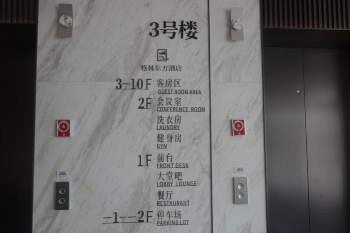 3号楼
格林东方酒店
3-10F 客房区
GUEST ROOM AREA
2F 会议室
CONFERENCE ROOM
洗衣房
LAUNDRY
健身房
GYM
1F 前台
FRONT DESK
大堂吧
LOBBY LOUNGE
餐厅
RESTAURANT
-1--2F 停车场
PARKING LOT